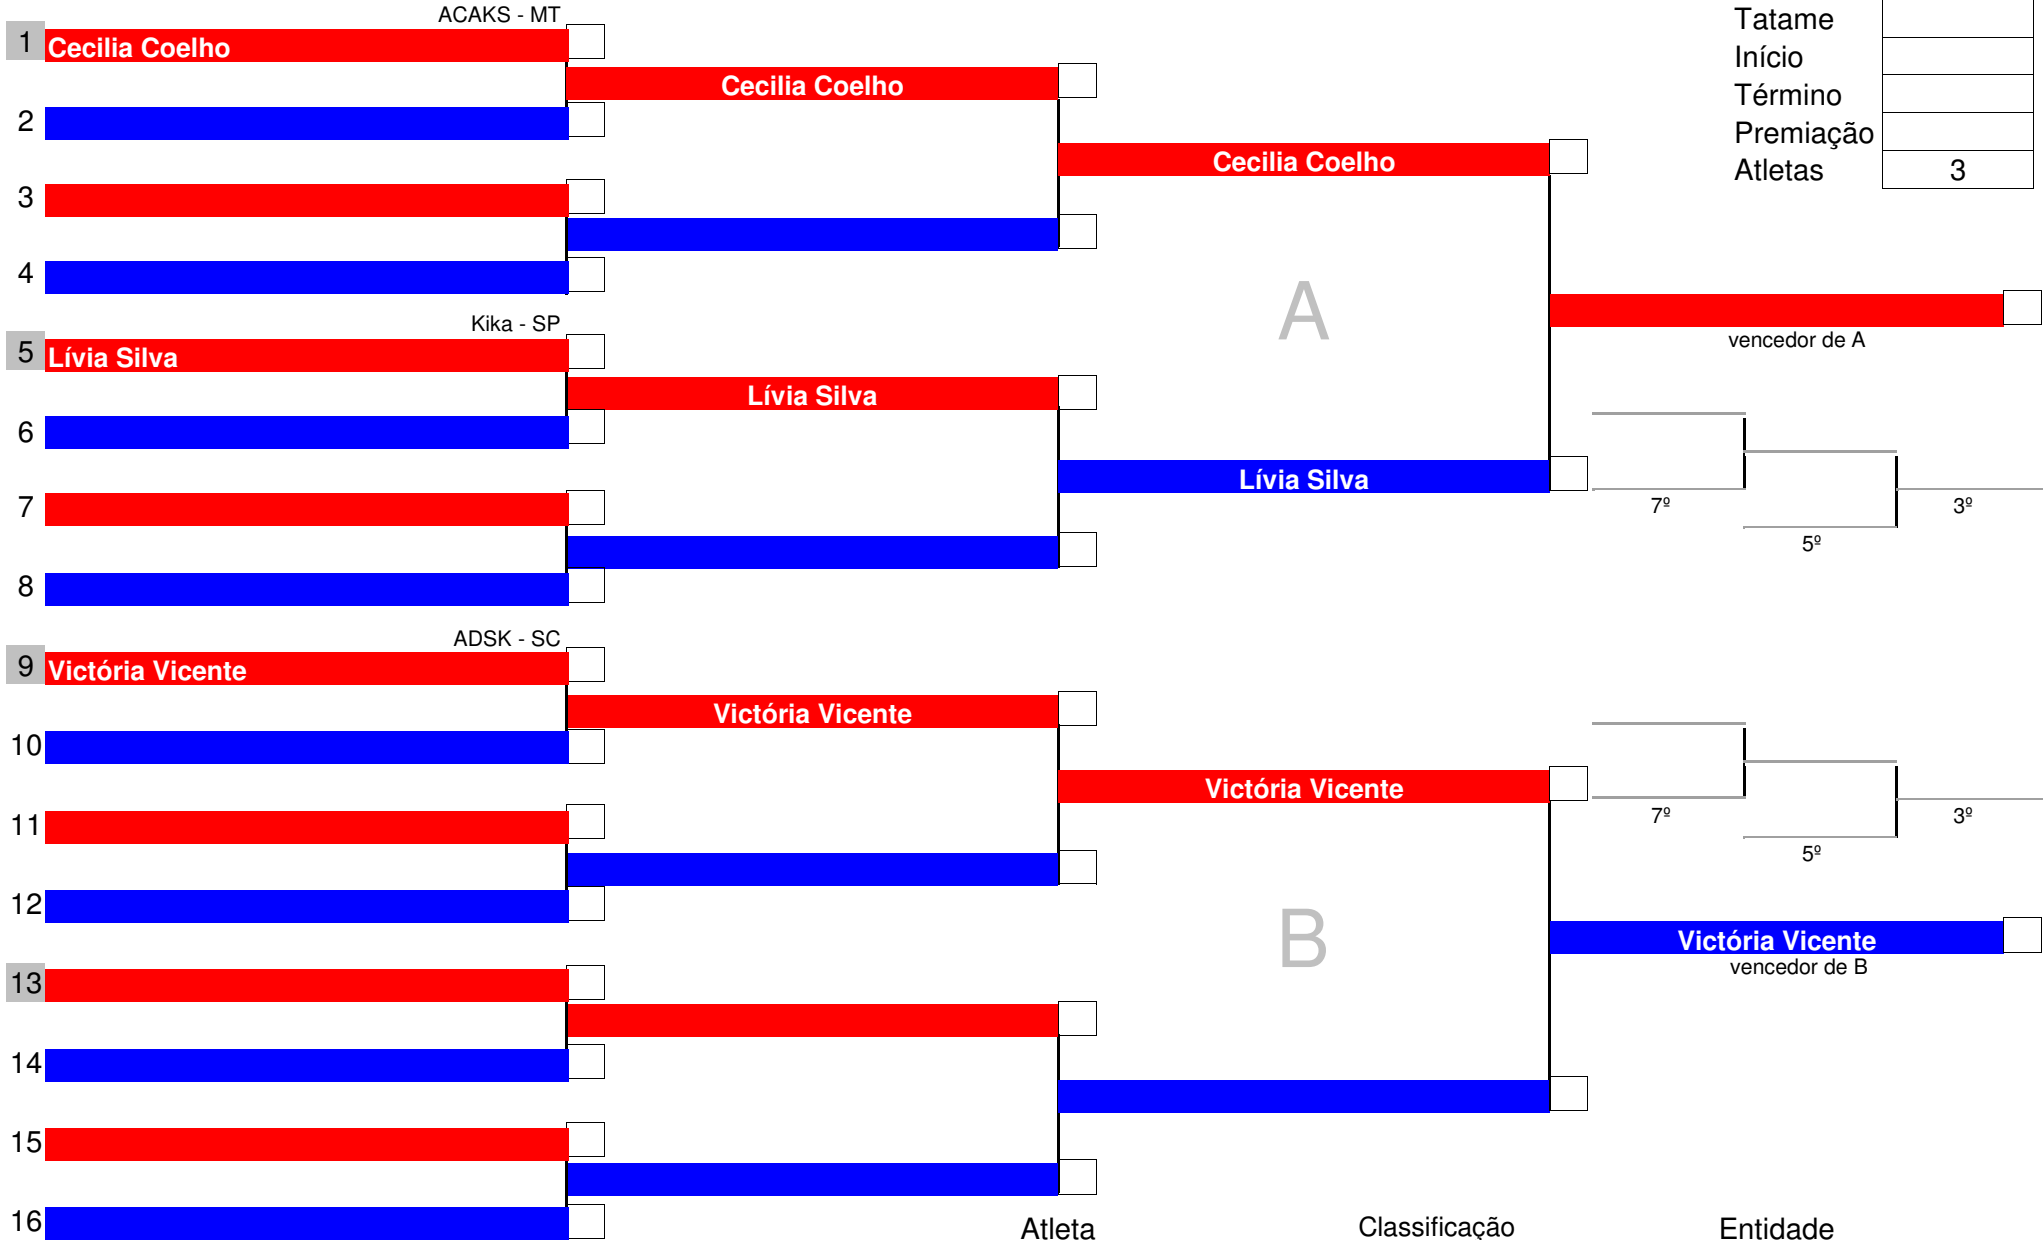 ACAKS - MT
Tatame
1 Cecilia Coelho
Início
Cecilia Coelho
Término
2
Premiação
Cecilia Coelho
Atletas 3
3
4
A
Kika - SP
vencedor de A
5 Lívia Silva
Lívia Silva
6
Lívia Silva
7
7º 3º
5º
8
ADSK - SC
9 Victória Vicente
Victória Vicente
10
Victória Vicente
7º 3º
11
5º
12
B
Victória Vicente
vencedor de B
13
14
15
16
Atleta Classificação Entidade